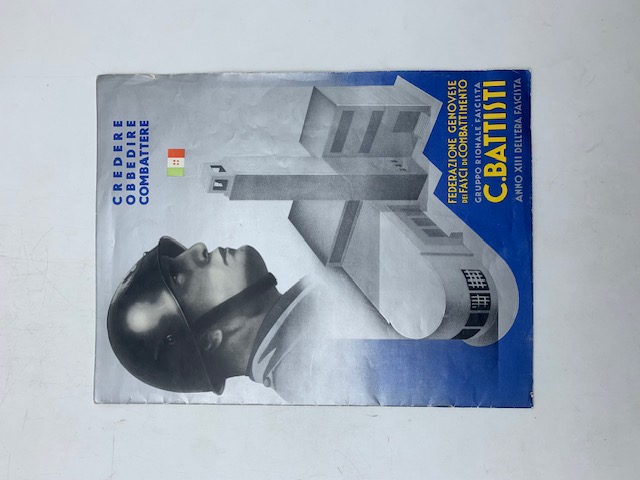 CREDERE
OBBEDIRE
COMBATTERE
FEDERAZIONE GENOVESE
DEI FASCI DI COMBATTIMENTO
GRUPPO RIONALE FASCISTA
C. BATTISTI
ANNO XIII DELL'ERA FASCISTA